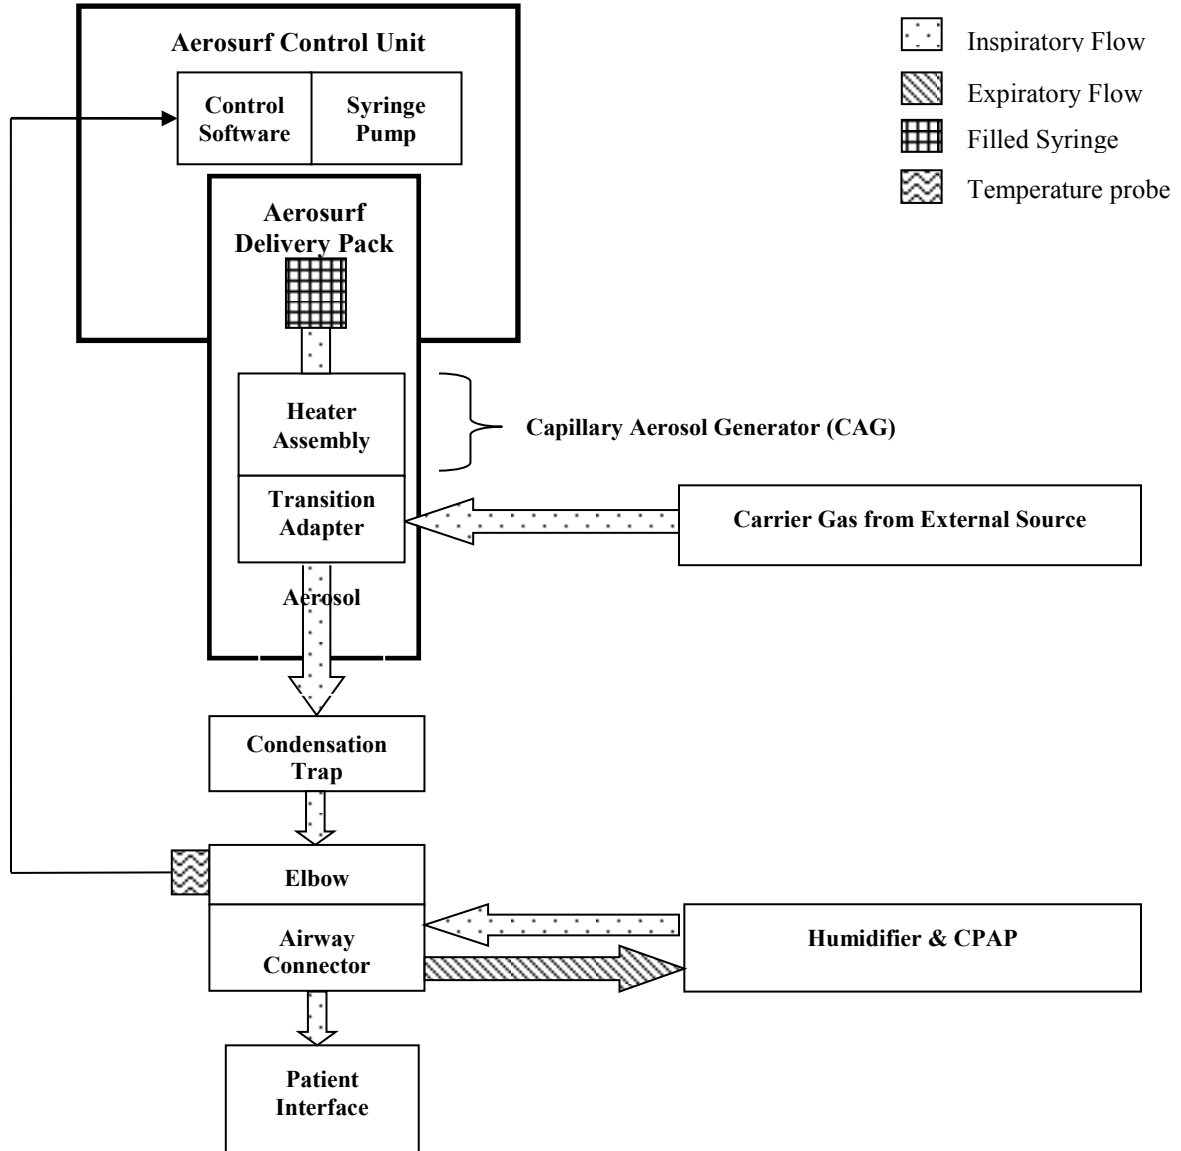 Aerosurf Control Unit
Control
Software
Syringe
Pump
Aerosurf
Delivery Pack
Heater
Assembly
Capillary Aerosol Generator (CAG)
Transition
Adapter
Carrier Gas from External Source
Aerosol
Condensation
Trap
Elbow
Airway
Connector
Humidifier & CPAP
Patient
Interface
Inspiratory Flow
Expiratory Flow
Filled Syringe
Temperature probe